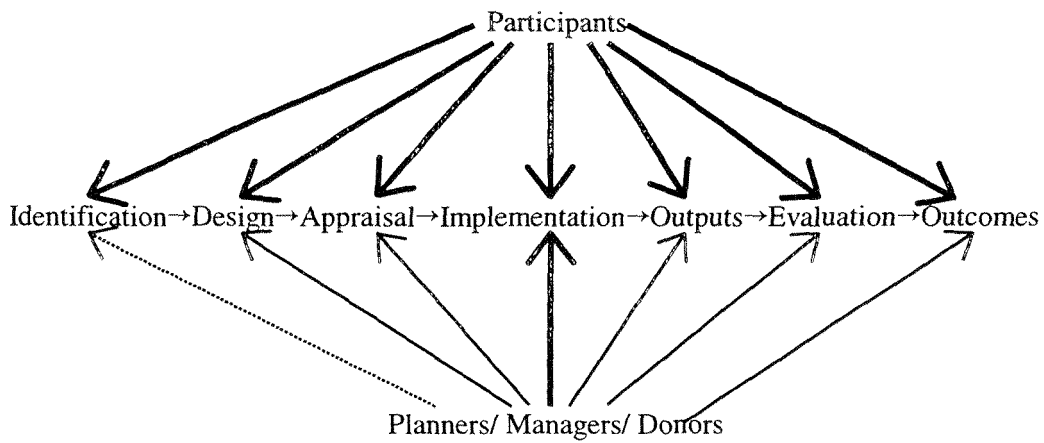 Participants
Identification→Design→Appraisal→Implementation→Outputs→Evaluation→Outcomes
Planners/ Managers/ Donors